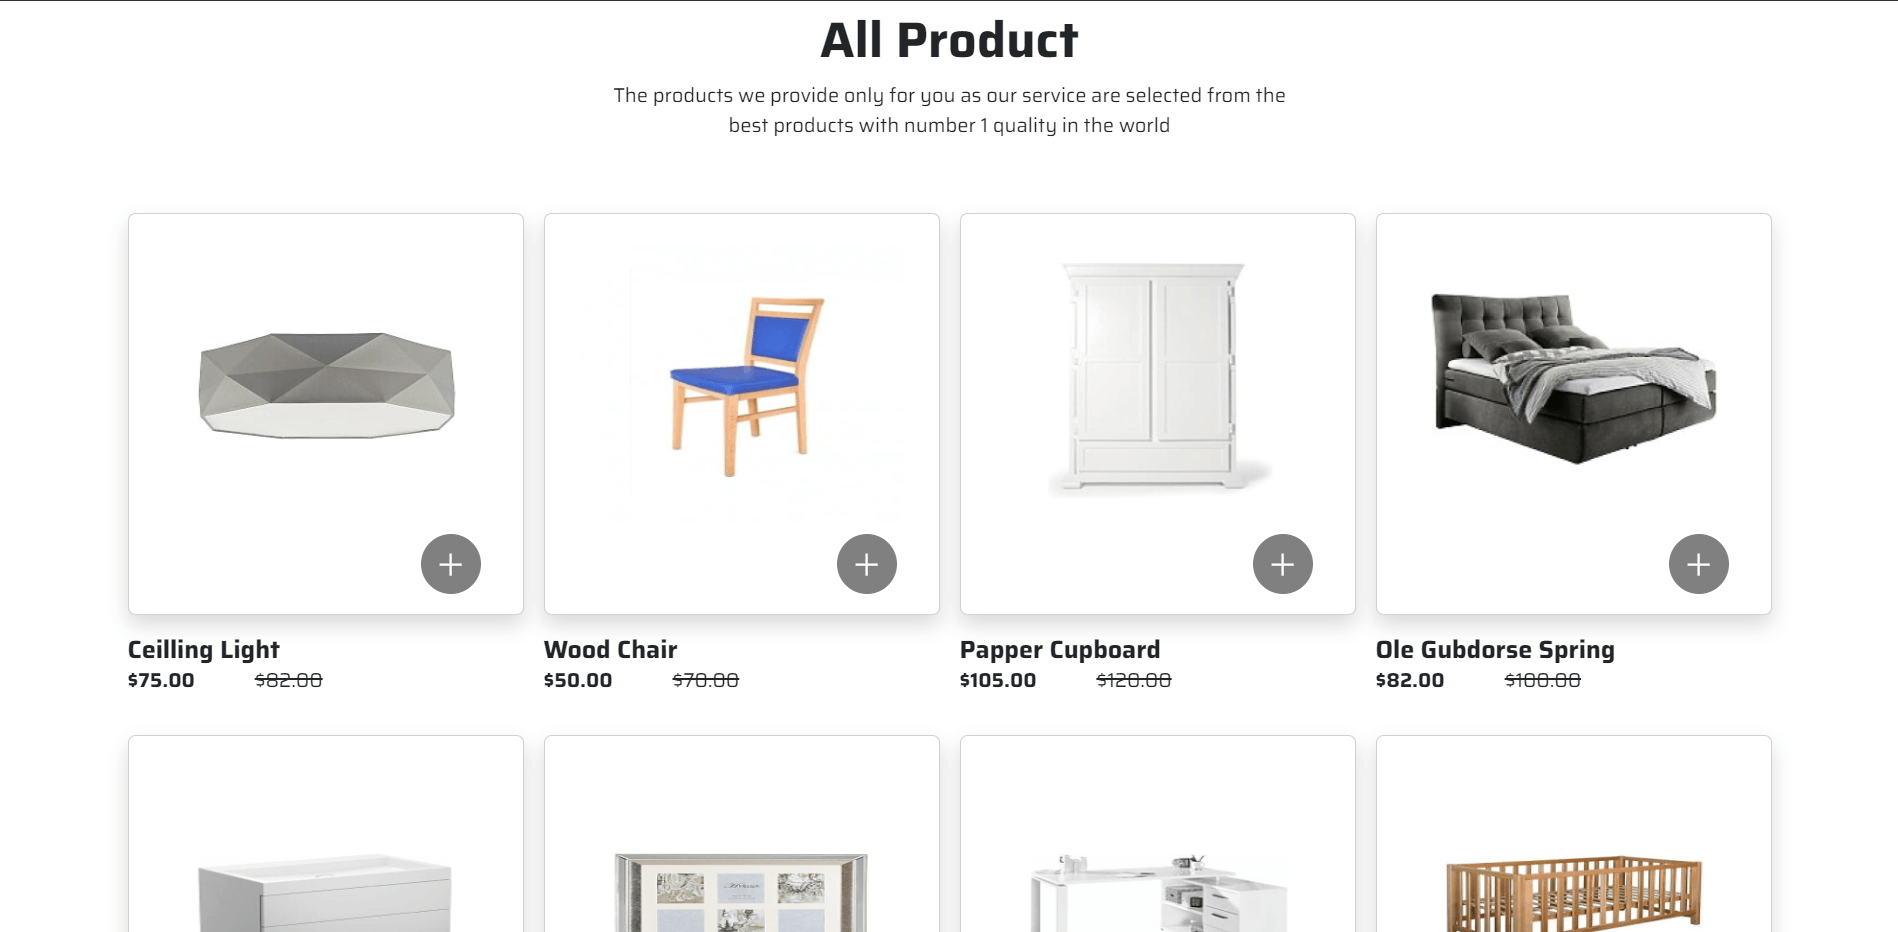 All Product
The products we provide only for you as our service are selected from the
best products with number 1 quality in the world
Ceilling Light
$75.00 $82.00
Wood Chair
$50.00 $70.00
Papper Cupboard
$105.00 $120.00
Ole Gubdorse Spring
$82.00 $100.00